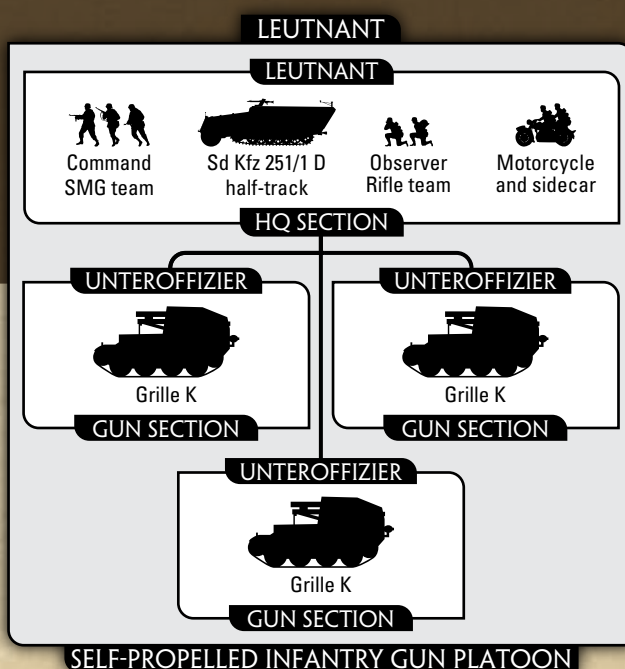 LEUTNANT
LEUTNANT
Command
SMG team
Sd Kfz 251/1 D
half-track
Observer
Rifle team
Motorcycle
and sidecar
HQ SECTION
UNTEROFFIZIER
Grille K
GUN SECTION
UNTEROFFIZIER
Grille K
GUN SECTION
UNTEROFFIZIER
Grille K
GUN SECTION
SELF-PROPELLED INFANTRY GUN PLATOON